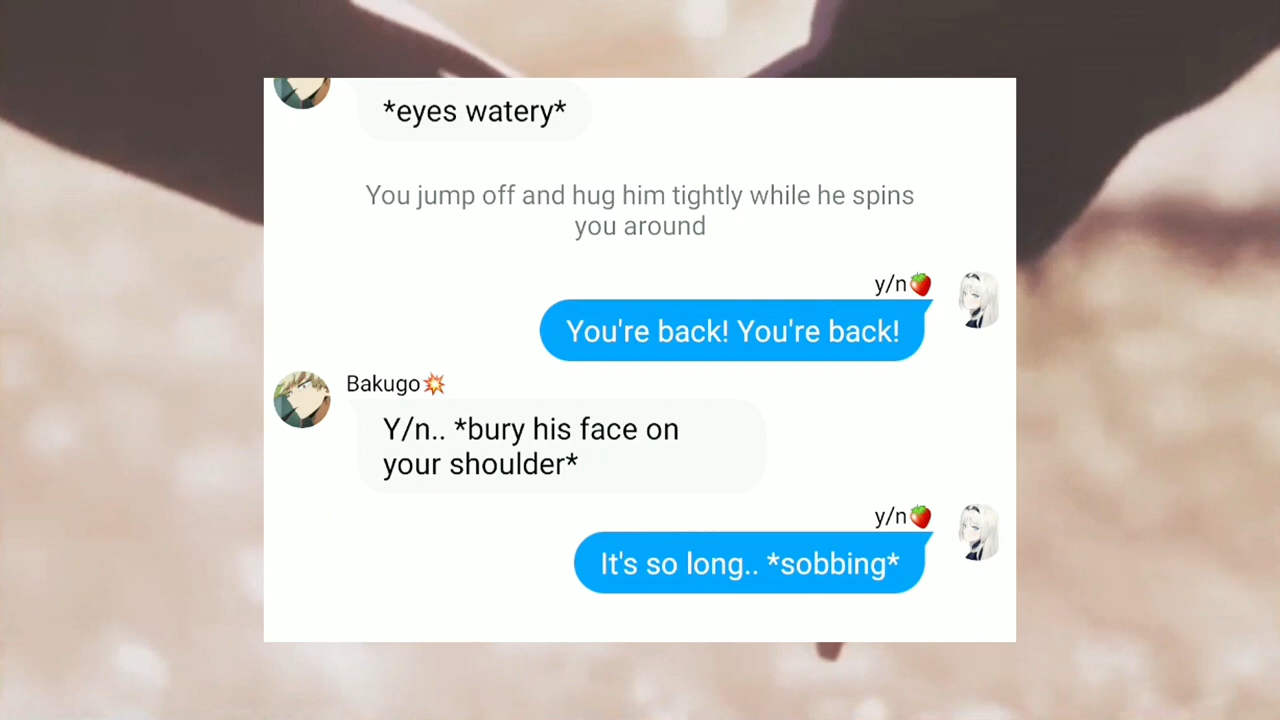 *eyes watery*
You jump off and hug him tightly while he spins
you around
y/n🍓
You're back! You're back!
Bakugo💥
Y/n.. *bury his face on
your shoulder*
y/n🍓
It's so long.. *sobbing*